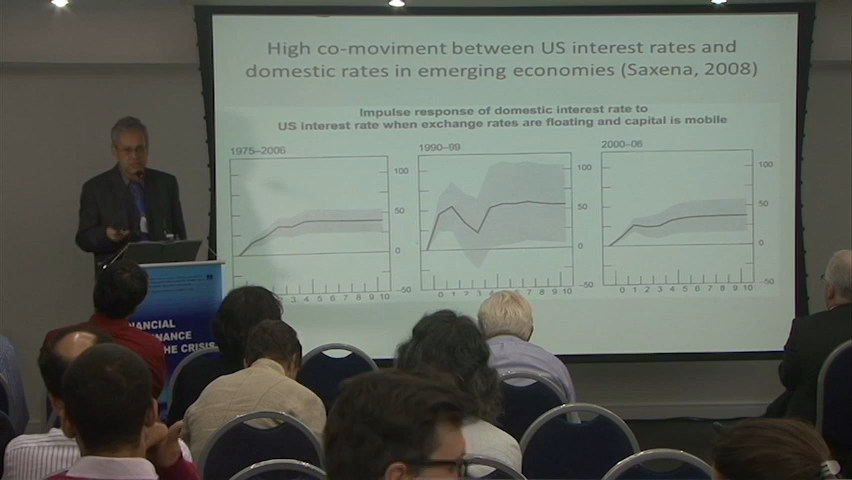 High co-moviment between US interest rates and
domestic rates in emerging economies (Saxena, 2008)
Impulse response of domestic interest rate to
US interest rate when exchange rates are floating and capital is mobile
1975–2006
1990–99
2000–06
100
50
0
–50
100
50
0
–50
100
50
0
–50
2 3 4 5 6 7 8 9 10
0 1 2 3 4 5 6 7 8 9 10
0 1 2 3 4 5 6 7 8 9 10
NANCIAL
NANCE
HE CRISIS